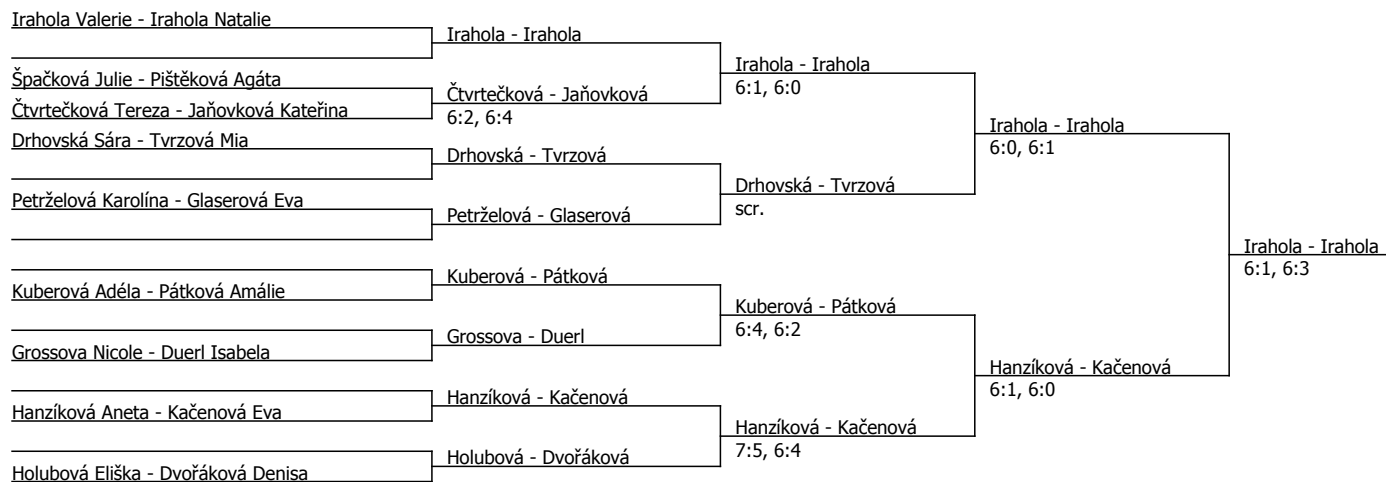 Irahola Valerie - Irahola Natalie
Špačková Julie - Pištěková Agáta
Čtvrtečková Tereza - Jaňovková Kateřina
Drhovská Sára - Tvrzová Mia
Petrželová Karolína - Glaserová Eva
Kuberová Adéla - Pátková Amálie
Grossova Nicole - Duerl Isabela
Hanzíková Aneta - Kačenová Eva
Holubová Eliška - Dvořáková Denisa
Irahola - Irahola
Čtvrtečková - Jaňovková
6:2, 6:4
Drhovská - Tvrzová
Petrželová - Glaserová
Kuberová - Pátková
Grossova - Duerl
Hanzíková - Kačenová
Holubová - Dvořáková
Irahola - Irahola
6:1, 6:0
Drhovská - Tvrzová
scr.
Kuberová - Pátková
6:4, 6:2
Hanzíková - Kačenová
7:5, 6:4
Irahola - Irahola
6:0, 6:1
Hanzíková - Kačenová
6:1, 6:0
Irahola - Irahola
6:1, 6:3